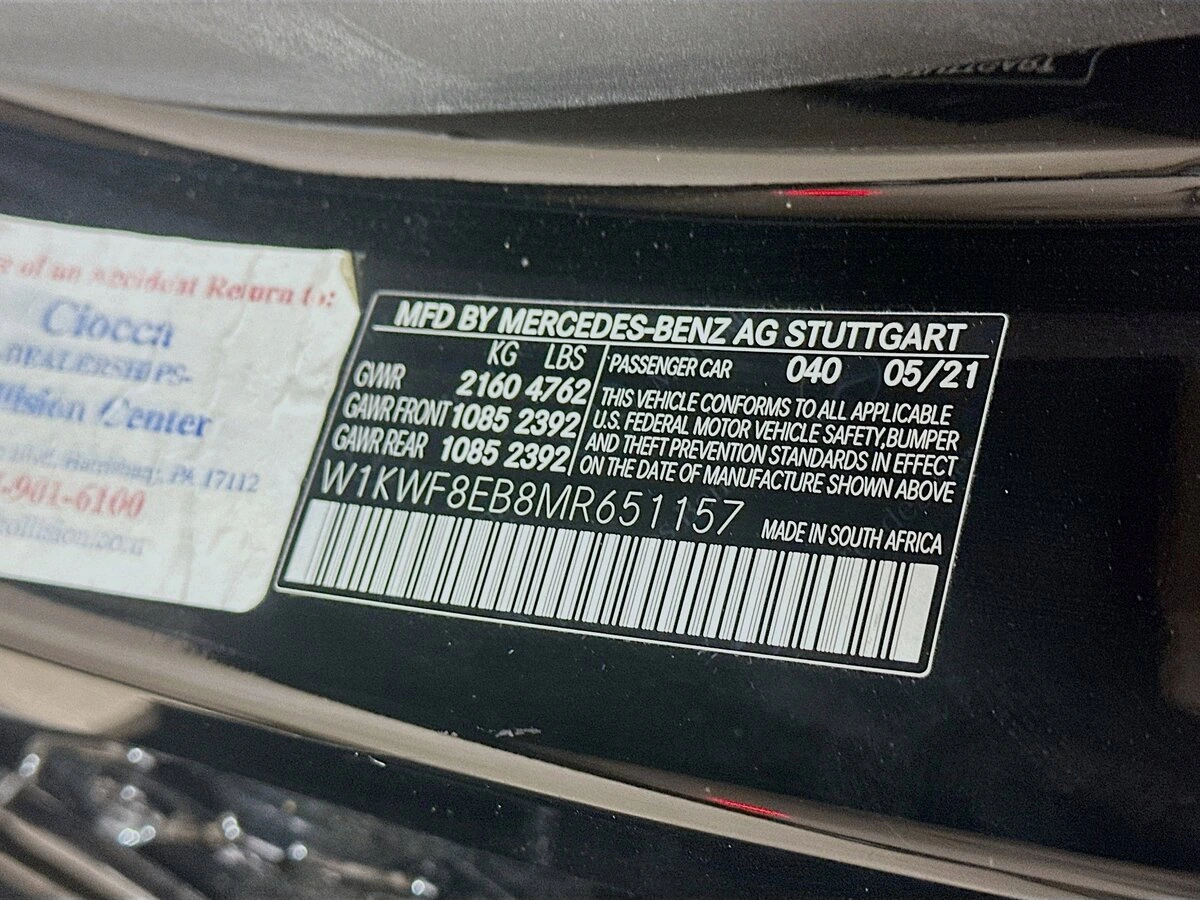 of an Accident Return to:
Ciocca
DEALERSHIPS
Center
PA 17112
-901-6100
MFD BY MERCEDES-BENZ AG STUTTGART
KG LBS
GVWR 2160 4762
GAWR FRONT 1085 2392
GAWR REAR 1085 2392
PASSENGER CAR 040 05/21
THIS VEHICLE CONFORMS TO ALL APPLICABLE
U.S. FEDERAL MOTOR VEHICLE SAFETY, BUMPER
AND THEFT PREVENTION STANDARDS IN EFFECT
ON THE DATE OF MANUFACTURE SHOWN ABOVE
W1KWF8EB8MR651157
MADE IN SOUTH AFRICA